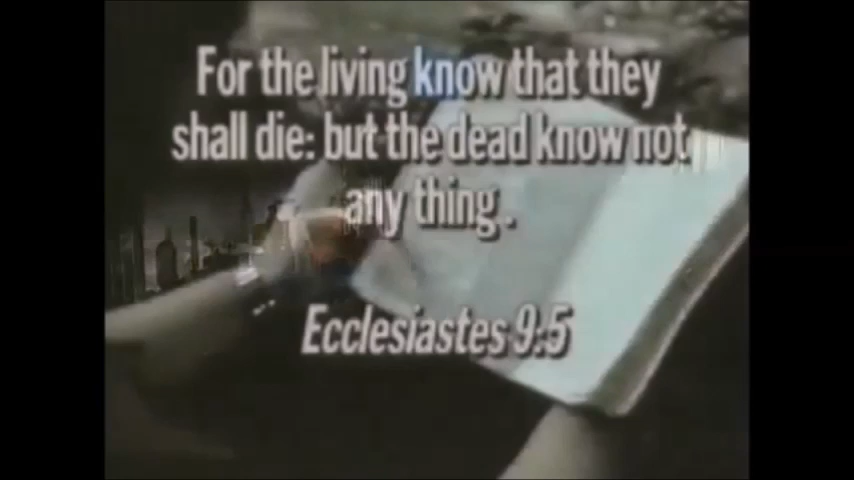 For the living know that they
shall die: but the dead know not
any thing.
Ecclesiastes 9:5